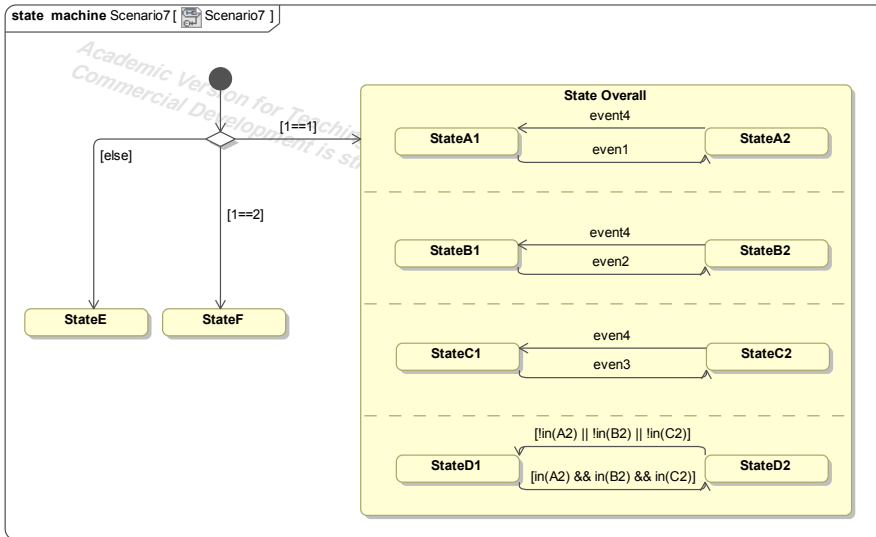 state machine Scenario7 [ Scenario7 ]
Academic Version for Teachin
Commercial Development is st
State Overall
event4
StateA1
StateA2
even1
[1==1]
[else]
[1==2]
event4
StateB1
StateB2
even2
StateE
StateF
even4
StateC1
StateC2
even3
[!in(A2) || !in(B2) || !in(C2)]
StateD1
StateD2
[in(A2) && in(B2) && in(C2)]